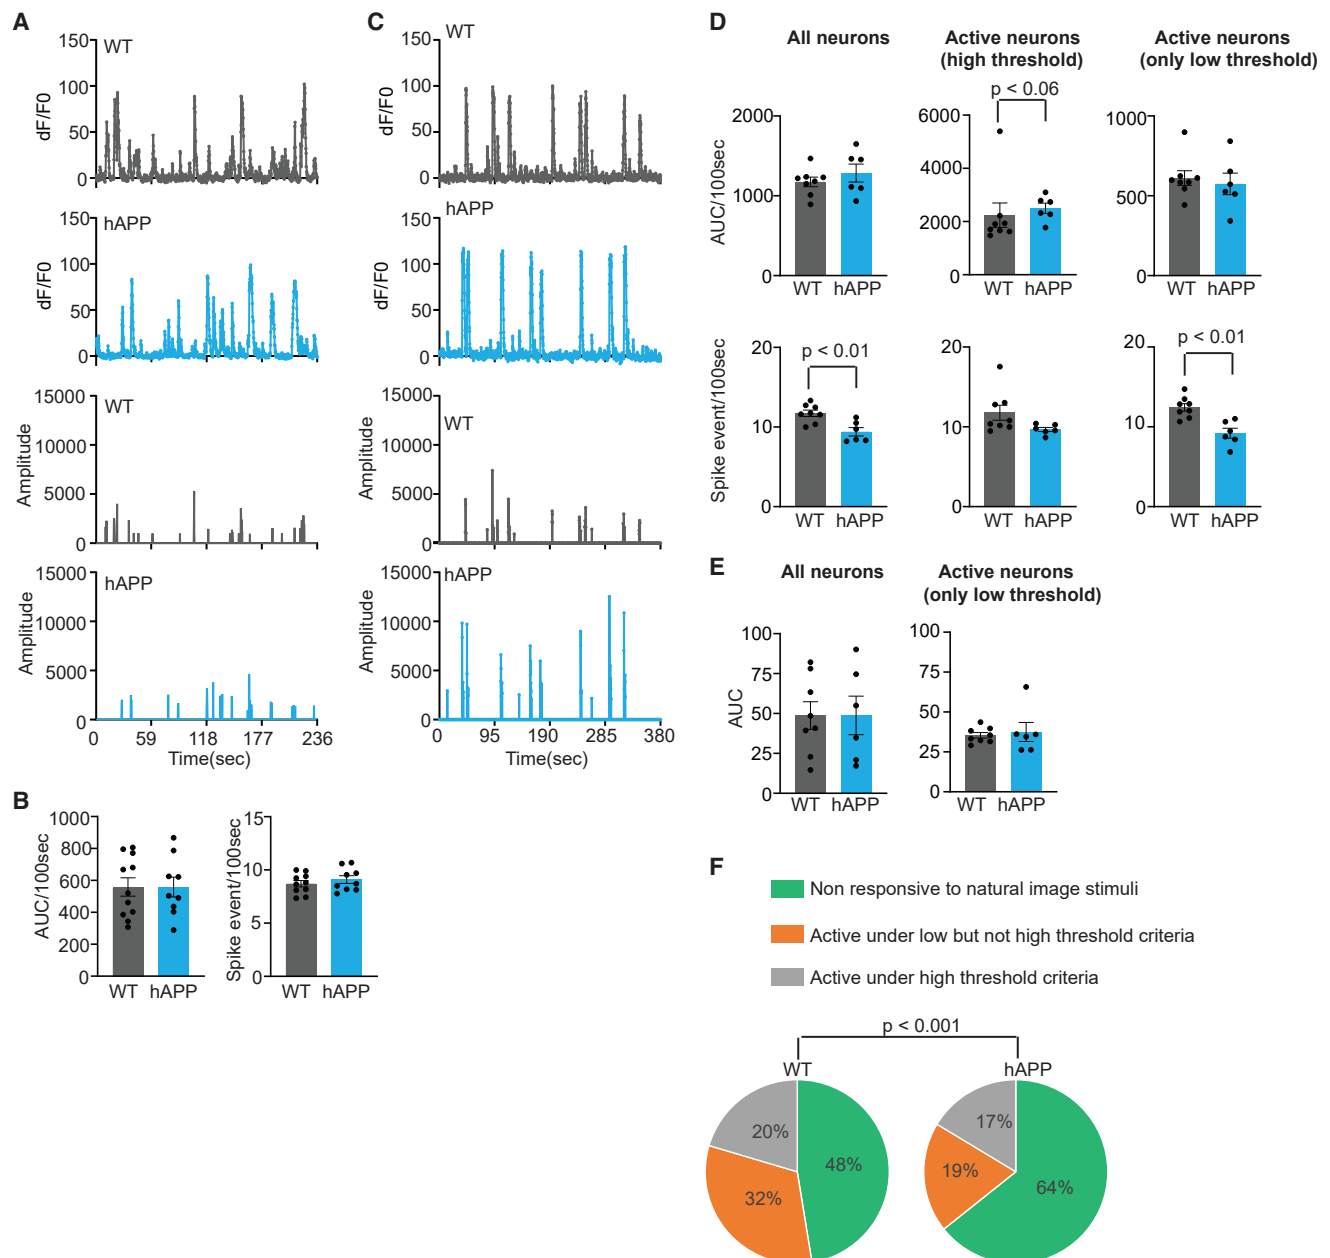 A
WT
dF/F0
150
100
50
0
hAPP
dF/F0
150
100
50
0
WT
Amplitude
15000
10000
5000
0
hAPP
Amplitude
15000
10000
5000
0
0 59 118 177 236
Time(sec)
C
WT
dF/F0
150
100
50
0
hAPP
dF/F0
150
100
50
0
WT
Amplitude
15000
10000
5000
0
hAPP
Amplitude
15000
10000
5000
0
0 95 190 285 380
Time(sec)
B
AUC/100sec
1000
800
600
400
200
0
WT hAPP
Spike event/100sec
15
10
5
0
WT hAPP
D
All neurons
AUC/100sec
2000
1000
0
WT hAPP
Active neurons
(high threshold)
p < 0.06
6000
4000
2000
0
WT hAPP
Active neurons
(only low threshold)
1000
500
0
WT hAPP
Spike event/100sec
20
10
0
p < 0.01
WT hAPP
20
10
0
WT hAPP
20
10
0
p < 0.01
WT hAPP
E
All neurons
AUC
100
75
50
25
0
WT hAPP
Active neurons
(only low threshold)
100
75
50
25
0
WT hAPP
F
Non responsive to natural image stimuli
Active under low but not high threshold criteria
Active under high threshold criteria
p < 0.001
WT
20%
48%
32%
hAPP
17%
19%
64%